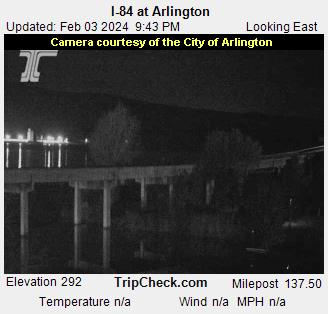 I-84 at Arlington
Updated: Feb 03 2024 9:43 PM Looking East
Camera courtesy of the City of Arlington
Elevation 292 TripCheck.com Milepost 137.50
Temperature n/a Wind n/a MPH n/a